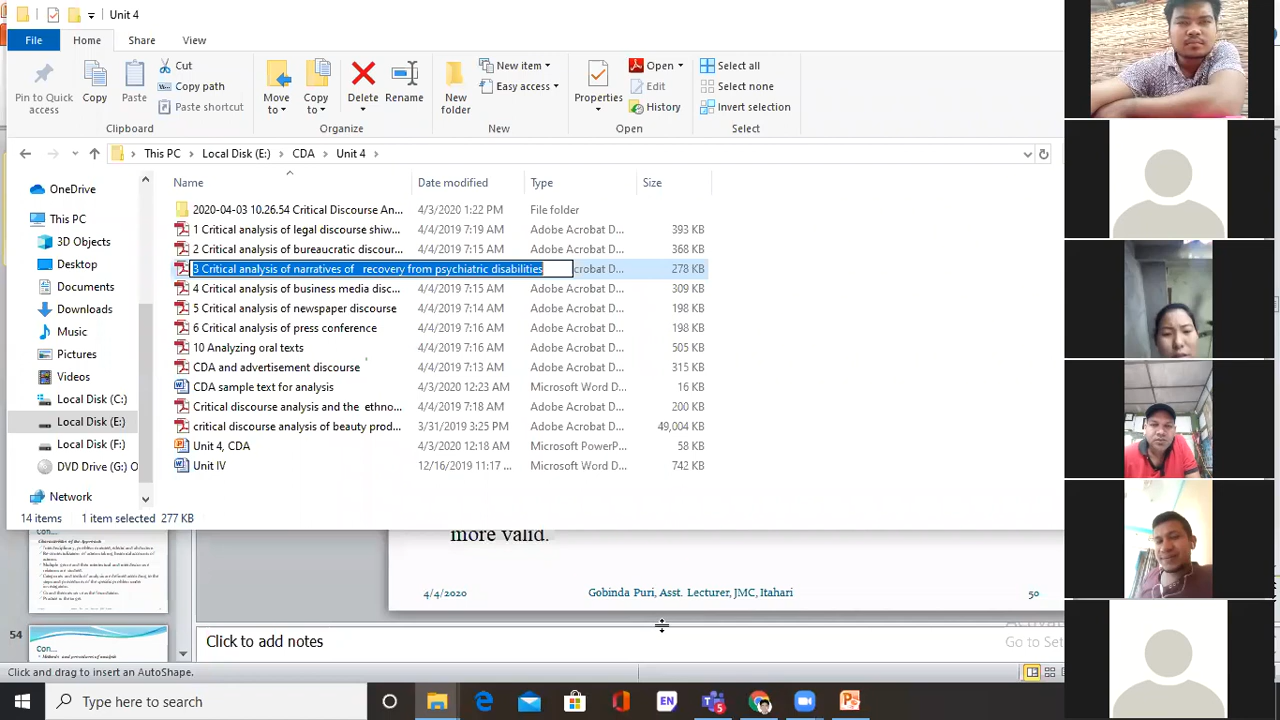 Unit 4
File Home Share View
Pin to Quick access
Copy
Paste
Cut
Copy path
Paste shortcut
Clipboard
Move to
Copy to
Delete
Rename
Organize
New folder
New item
Easy access
New
Properties
Open
Edit
History
Open
Select all
Select none
Invert selection
Select
This PC > Local Disk (E:) > CDA > Unit 4 >
OneDrive
This PC
3D Objects
Desktop
Documents
Downloads
Music
Pictures
Videos
Local Disk (C:)
Local Disk (E:)
Local Disk (F:)
DVD Drive (G:) O
Network
Name Date modified Type Size
2020-04-03 10.26.54 Critical Discourse An... 4/3/2020 1:22 PM File folder
1 Critical analysis of legal discourse shiw... 4/4/2019 7:19 AM Adobe Acrobat D... 393 KB
2 Critical analysis of bureaucratic discour... 4/4/2019 7:15 AM Adobe Acrobat D... 368 KB
3 Critical analysis of narratives of recovery from psychiatric disabilities crobat D... 278 KB
4 Critical analysis of business media disc... 4/4/2019 7:15 AM Adobe Acrobat D... 309 KB
5 Critical analysis of newspaper discourse 4/4/2019 7:14 AM Adobe Acrobat D... 198 KB
6 Critical analysis of press conference 4/4/2019 7:16 AM Adobe Acrobat D... 198 KB
10 Analyzing oral texts 4/4/2019 7:16 AM Adobe Acrobat D... 505 KB
CDA and advertisement discourse 4/4/2019 7:13 AM Adobe Acrobat D... 315 KB
CDA sample text for analysis 4/3/2020 12:23 AM Microsoft Word D... 16 KB
Critical discourse analysis and the ethno... 4/4/2019 7:18 AM Adobe Acrobat D... 200 KB
critical discourse analysis of beauty prod... 1/2019 3:25 PM Adobe Acrobat D... 49,004 KB
Unit 4, CDA 4/3/2020 12:18 AM Microsoft PowerP... 58 KB
Unit IV 12/16/2019 11:17 ... Microsoft Word D... 742 KB
14 items 1 item selected 277 KB
more valid.
4/4/2020 Gobinda Puri, Asst. Lecturer, JMC, Itahari 50
Characteristics of the Approach
54
Con...
Click to add notes
Go to Set
Click and drag to insert an AutoShape.
Type here to search
EN